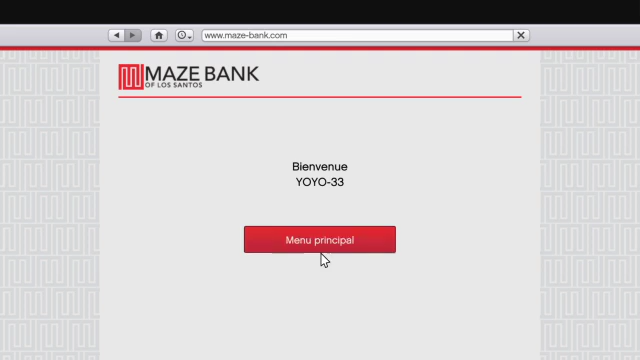 www.maze-bank.com
MAZE BANK
OF LOS SANTOS
Bienvenue
YOYO-33
Menu principal